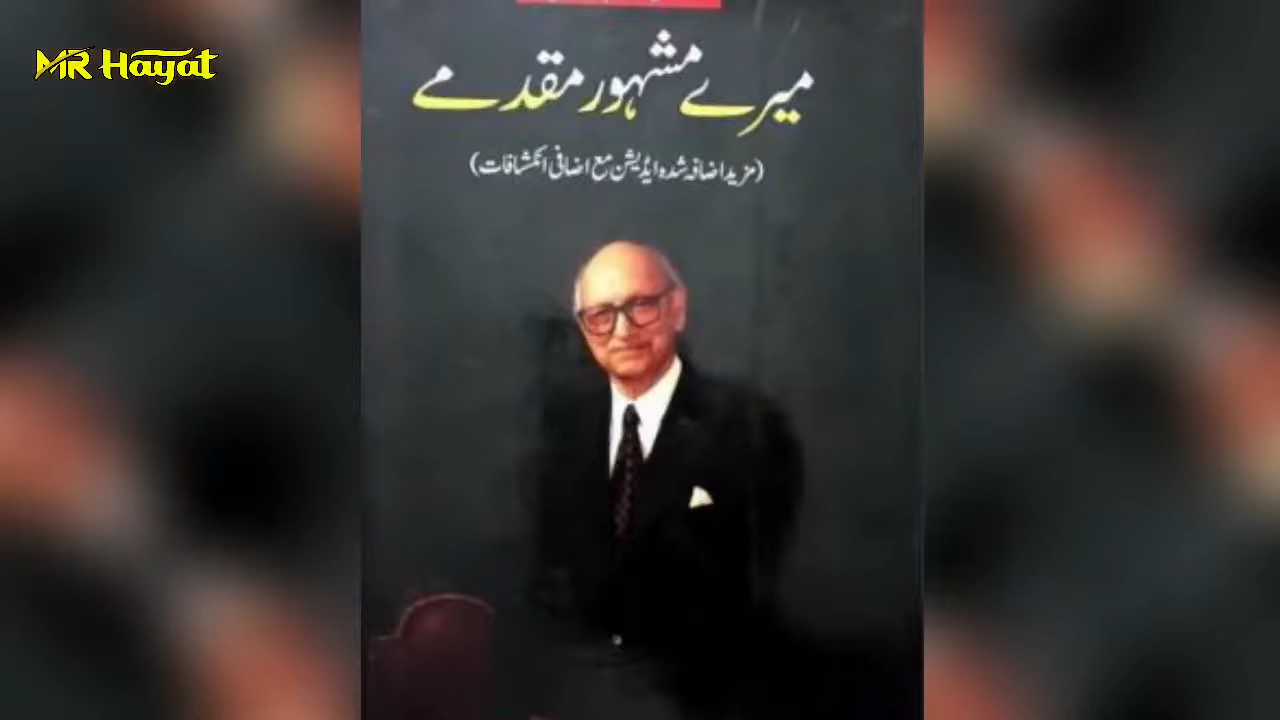 MR Hayat
میرے مشہور مقدمے
(مزید اضافہ شدہ ایڈیشن مع اضافی انکشافات)